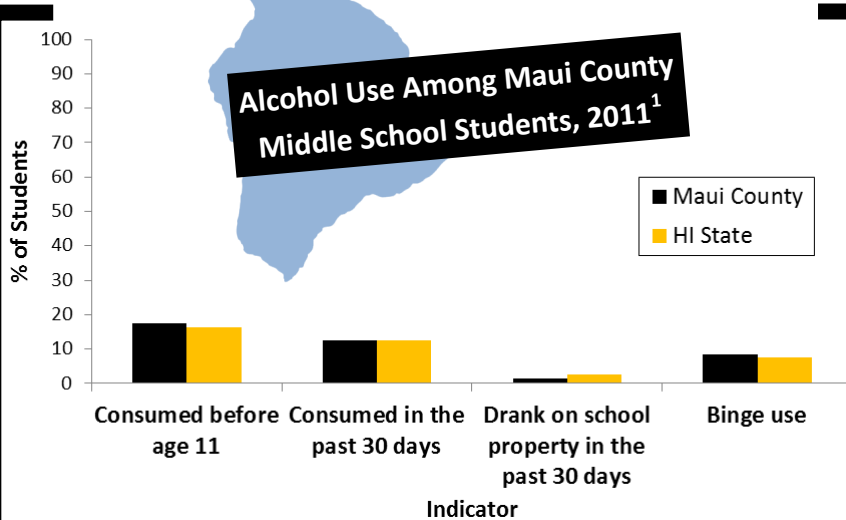 Alcohol Use Among Maui County
Middle School Students, 2011¹
% of Students
100
90
80
70
60
50
40
30
20
10
0
Maui County
HI State
Consumed before
age 11
Consumed in the
past 30 days
Drank on school
property in the
past 30 days
Binge use
Indicator